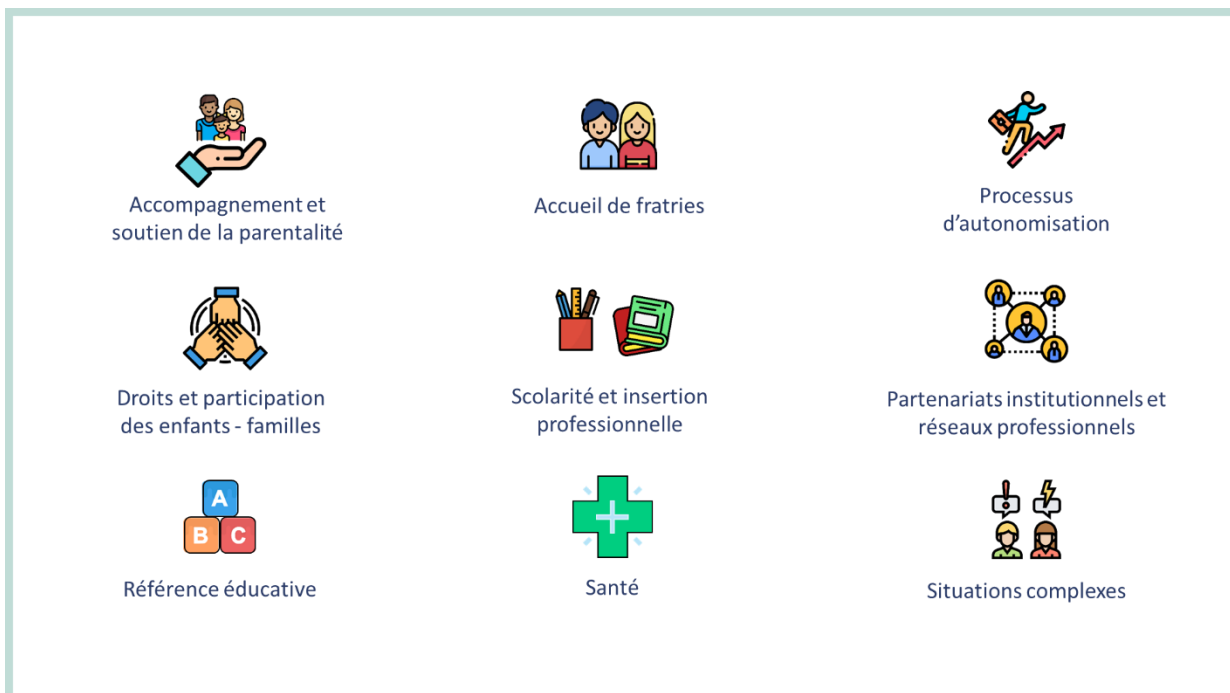 Accompagnement et
soutien de la parentalité
Accueil de fratries
Processus
d'autonomisation
Droits et participation
des enfants - familles
Scolarité et insertion
professionnelle
Partenariats institutionnels et
réseaux professionnels
A
B C
Référence éducative
Santé
Situations complexes